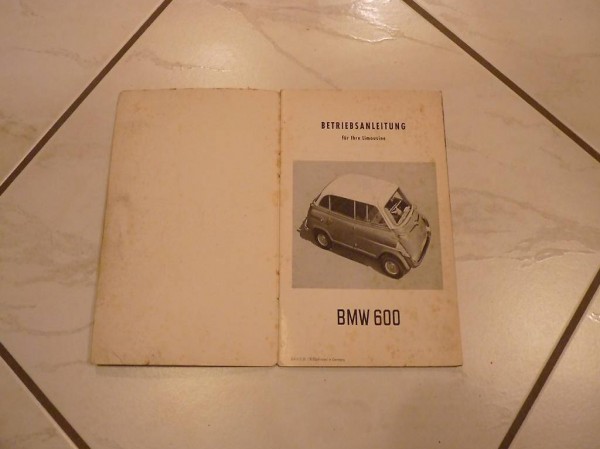 BETRIEBSANLEITUNG
für Ihre Limousine
BMW 600